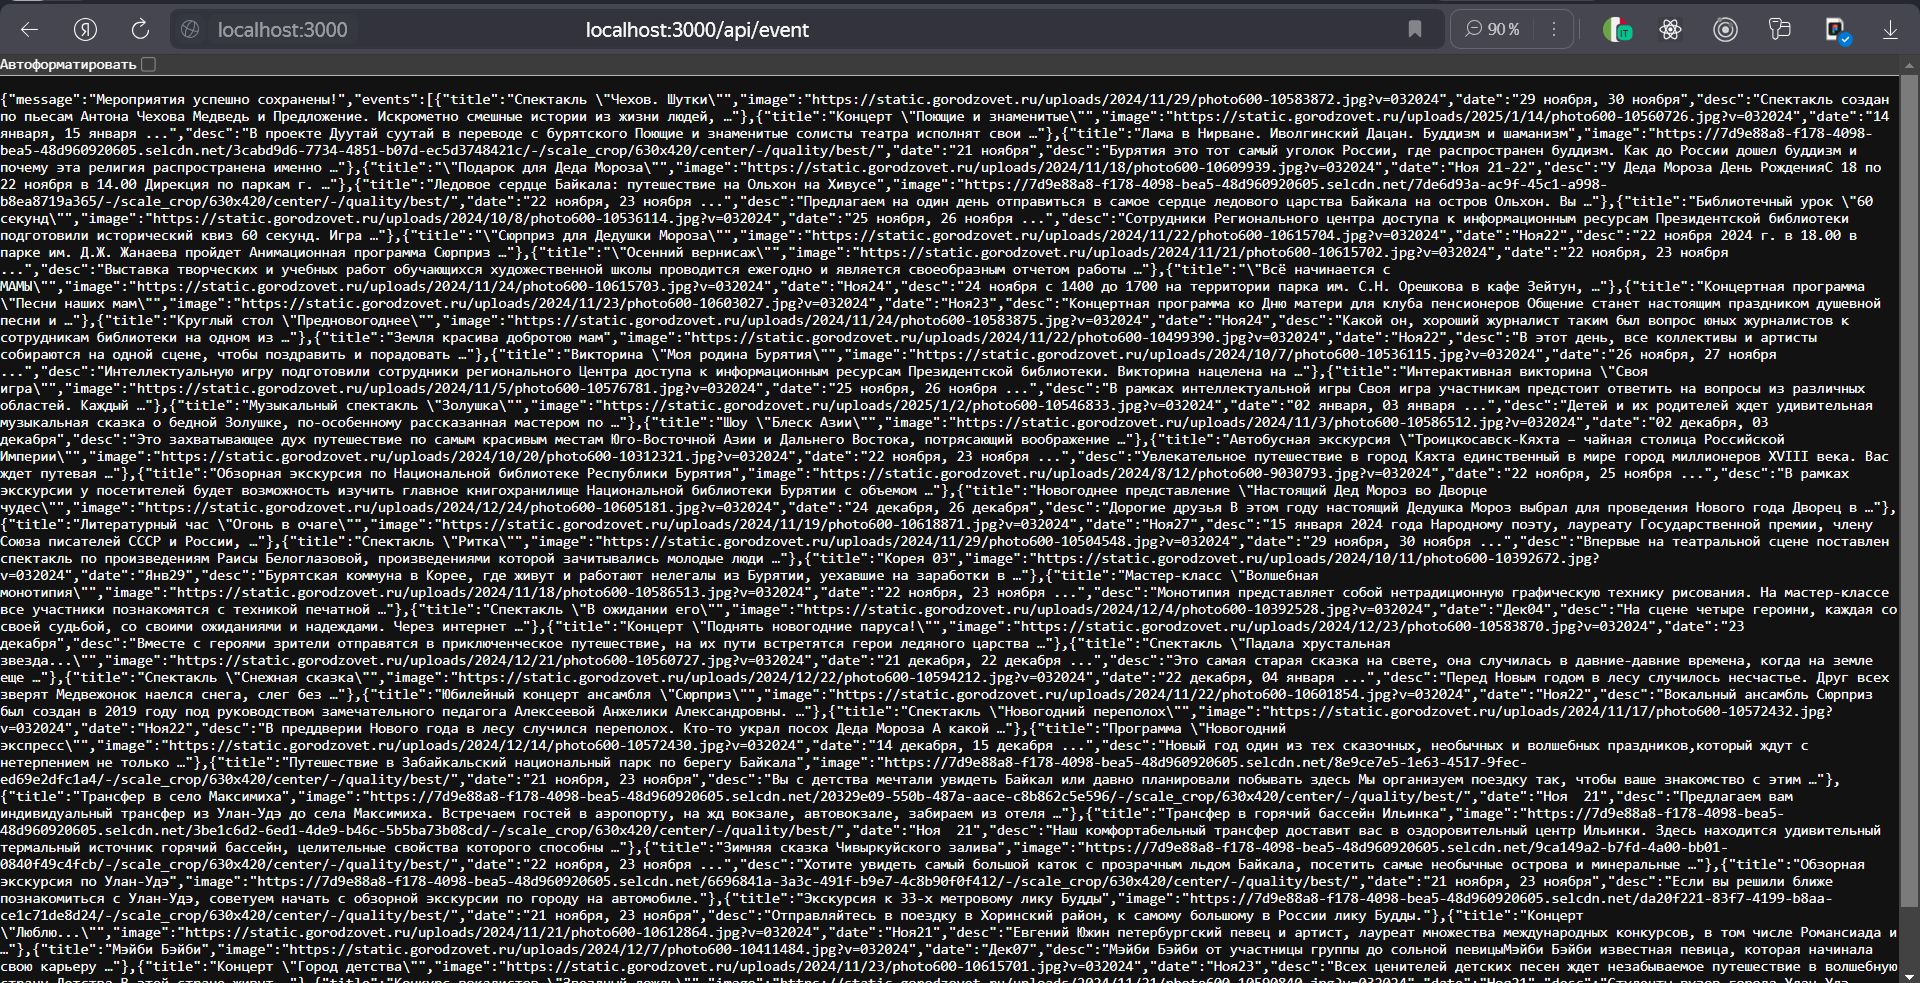 localhost:3000
localhost:3000/api/event
90 %
Автоформатировать
{"message":"Мероприятия успешно сохранены!","events":[{"title":"Спектакль \"Чехов. Шутки\"","image":"https://static.gorodzovet.ru/uploads/2024/11/29/photo600-10583872.jpg?v=032024","date":"29 ноября, 30 ноября","desc":"Спектакль создан
по пьесам Антона Чехова Медведь и Предложение. Искрометно смешные истории из жизни людей, …"},{"title":"Концерт \"Поющие и знаменитые\"","image":"https://static.gorodzovet.ru/uploads/2025/1/14/photo600-10560726.jpg?v=032024","date":"14
января, 15 января ...","desc":"В проекте Дуутай суутай в переводе с бурятского Поющие и знаменитые солисты театра исполнят свои …"},{"title":"Лама в Нирване. Иволгинский Дацан. Буддизм и шаманизм","image":"https://7d9e88a8-f178-4098-
bea5-48d960920605.selcdn.net/3cabd9d6-7734-4851-b07d-ec5d3748421c/-/scale_crop/630x420/center/-/quality/best/","date":"21 ноября","desc":"Бурятия это тот самый уголок России, где распространен буддизм. Как до России дошел буддизм и
почему эта религия распространена именно …"},{"title":"\"Подарок для Деда Мороза\"","image":"https://static.gorodzovet.ru/uploads/2024/11/18/photo600-10609939.jpg?v=032024","date":"Ноя 21-22","desc":"У Деда Мороза День РожденияС 18 по
22 ноября в 14.00 Дирекция по паркам г. …"},{"title":"Ледовое сердце Байкала: путешествие на Ольхон на Хивусе","image":"https://7d9e88a8-f178-4098-bea5-48d960920605.selcdn.net/7de6d93a-ac9f-45c1-a998-
b8ea8719a365/-/scale_crop/630x420/center/-/quality/best/","date":"22 ноября, 23 ноября ...","desc":"Предлагаем на один день отправиться в самое сердце ледового царства Байкала на остров Ольхон. Вы …"},{"title":"Библиотечный урок \"60
секунд\"","image":"https://static.gorodzovet.ru/uploads/2024/10/8/photo600-10536114.jpg?v=032024","date":"25 ноября, 26 ноября ...","desc":"Сотрудники Регионального центра доступа к информационным ресурсам Президентской библиотеки
подготовили исторический квиз 60 секунд. Игра …"},{"title":"\"Сюрприз для Дедушки Мороза\"","image":"https://static.gorodzovet.ru/uploads/2024/11/22/photo600-10615704.jpg?v=032024","date":"Ноя22","desc":"22 ноября 2024 г. в 18.00 в
парке им. Д.Ж. Жанаева пройдет Анимационная программа Сюрприз …"},{"title":"\"Осенний вернисаж\"","image":"https://static.gorodzovet.ru/uploads/2024/11/21/photo600-10615702.jpg?v=032024","date":"22 ноября, 23 ноября
...","desc":"Выставка творческих и учебных работ обучающихся художественной школы проводится ежегодно и является своеобразным отчетом работы …"},{"title":"\"Всё начинается с
МАМЫ\"","image":"https://static.gorodzovet.ru/uploads/2024/11/24/photo600-10615703.jpg?v=032024","date":"Ноя24","desc":"24 ноября с 1400 до 1700 на территории парка им. С.Н. Орешкова в кафе Зейтун, …"},{"title":"Концертная программа
\"Песни наших мам\"","image":"https://static.gorodzovet.ru/uploads/2024/11/23/photo600-10603027.jpg?v=032024","date":"Ноя23","desc":"Концертная программа ко Дню матери для клуба пенсионеров Общение станет настоящим праздником душевной
песни и …"},{"title":"Круглый стол \"Предновогоднее\"","image":"https://static.gorodzovet.ru/uploads/2024/11/24/photo600-10583875.jpg?v=032024","date":"Ноя24","desc":"Какой он, хороший журналист таким был вопрос юных журналистов к
сотрудникам библиотеки на одном из …"},{"title":"Земля красива добротою мам","image":"https://static.gorodzovet.ru/uploads/2024/11/22/photo600-10499390.jpg?v=032024","date":"Ноя22","desc":"В этот день, все коллективы и артисты
собираются на одной сцене, чтобы поздравить и порадовать …"},{"title":"Викторина \"Моя родина Бурятия\"","image":"https://static.gorodzovet.ru/uploads/2024/10/7/photo600-10536115.jpg?v=032024","date":"26 ноября, 27 ноября
...","desc":"Интеллектуальную игру подготовили сотрудники регионального Центра доступа к информационным ресурсам Президентской библиотеки. Викторина нацелена на …"},{"title":"Интерактивная викторина \"Своя
игра\"","image":"https://static.gorodzovet.ru/uploads/2024/11/5/photo600-10576781.jpg?v=032024","date":"25 ноября, 26 ноября ...","desc":"В рамках интеллектуальной игры Своя игра участникам предстоит ответить на вопросы из различных
областей. Каждый …"},{"title":"Музыкальный спектакль \"Золушка\"","image":"https://static.gorodzovet.ru/uploads/2025/1/2/photo600-10546833.jpg?v=032024","date":"02 января, 03 января ...","desc":"Детей и их родителей ждет удивительная
музыкальная сказка о бедной Золушке, по-особенному рассказанная мастером по …"},{"title":"Шоу \"Блеск Азии\"","image":"https://static.gorodzovet.ru/uploads/2024/11/3/photo600-10586512.jpg?v=032024","date":"02 декабря, 03
декабря","desc":"Это захватывающее дух путешествие по самым красивым местам Юго-Восточной Азии и Дальнего Востока, потрясающий воображение …"},{"title":"Автобусная экскурсия \"Троицкосавск-Кяхта – чайная столица Российской
Империи\"","image":"https://static.gorodzovet.ru/uploads/2024/10/20/photo600-10312321.jpg?v=032024","date":"22 ноября, 23 ноября ...","desc":"Увлекательное путешествие в город Кяхта единственный в мире город миллионеров XVIII века. Вас
ждет путевая …"},{"title":"Обзорная экскурсия по Национальной библиотеке Республики Бурятия","image":"https://static.gorodzovet.ru/uploads/2024/8/12/photo600-9030793.jpg?v=032024","date":"22 ноября, 25 ноября ...","desc":"В рамках
экскурсии у посетителей будет возможность изучить главное книгохранилище Национальной библиотеки Бурятии с объемом …"},{"title":"Новогоднее представление \"Настоящий Дед Мороз во Дворце
чудес\"","image":"https://static.gorodzovet.ru/uploads/2024/12/24/photo600-10605181.jpg?v=032024","date":"24 декабря, 26 декабря","desc":"Дорогие друзья В этом году настоящий Дедушка Мороз выбрал для проведения Нового года Дворец в …"},
{"title":"Литературный час \"Огонь в очаге\"","image":"https://static.gorodzovet.ru/uploads/2024/11/19/photo600-10618871.jpg?v=032024","date":"Ноя27","desc":"15 января 2024 года Народному поэту, лауреату Государственной премии, члену
Союза писателей СССР и России, …"},{"title":"Спектакль \"Ритка\"","image":"https://static.gorodzovet.ru/uploads/2024/11/29/photo600-10504548.jpg?v=032024","date":"29 ноября, 30 ноября ...","desc":"Впервые на театральной сцене поставлен
спектакль по произведениям Раисы Белоглазовой, произведениями которой зачитывались молодые люди …"},{"title":"Корея 03","image":"https://static.gorodzovet.ru/uploads/2024/10/11/photo600-10392672.jpg?
v=032024","date":"Янв29","desc":"Бурятская коммуна в Корее, где живут и работают нелегалы из Бурятии, уехавшие на заработки в …"},{"title":"Мастер-класс \"Волшебная
монотипия\"","image":"https://static.gorodzovet.ru/uploads/2024/11/18/photo600-10586513.jpg?v=032024","date":"22 ноября, 23 ноября ...","desc":"Монотипия представляет собой нетрадиционную графическую технику рисования. На мастер-классе
все участники познакомятся с техникой печатной …"},{"title":"Спектакль \"В ожидании его\"","image":"https://static.gorodzovet.ru/uploads/2024/12/4/photo600-10392528.jpg?v=032024","date":"Дек04","desc":"На сцене четыре героини, каждая со
своей судьбой, со своими ожиданиями и надеждами. Через интернет …"},{"title":"Концерт \"Поднять новогодние паруса!\"","image":"https://static.gorodzovet.ru/uploads/2024/12/23/photo600-10583870.jpg?v=032024","date":"23
декабря","desc":"Вместе с героями зрители отправятся в приключенческое путешествие, на их пути встретятся герои ледяного царства …"},{"title":"Спектакль \"Падала хрустальная
звезда...\"","image":"https://static.gorodzovet.ru/uploads/2024/12/21/photo600-10560727.jpg?v=032024","date":"21 декабря, 22 декабря ...","desc":"Это самая старая сказка на свете, она случилась в давние-давние времена, когда на земле
еще …"},{"title":"Спектакль \"Снежная сказка\"","image":"https://static.gorodzovet.ru/uploads/2024/12/22/photo600-10594212.jpg?v=032024","date":"22 декабря, 04 января ...","desc":"Перед Новым годом в лесу случилось несчастье. Друг всех
зверят Медвежонок наелся снега, слег без …"},{"title":"Юбилейный концерт ансамбля \"Сюрприз\"","image":"https://static.gorodzovet.ru/uploads/2024/11/22/photo600-10601854.jpg?v=032024","date":"Ноя22","desc":"Вокальный ансамбль Сюрприз
был создан в 2019 году под руководством замечательного педагога Алексеевой Анжелики Александровны. …"},{"title":"Спектакль \"Новогодний переполох\"","image":"https://static.gorodzovet.ru/uploads/2024/11/17/photo600-10572432.jpg?
v=032024","date":"Ноя22","desc":"В преддверии Нового года в лесу случился переполох. Кто-то украл посох Деда Мороза А какой …"},{"title":"Программа \"Новогодний
экспресс\"","image":"https://static.gorodzovet.ru/uploads/2024/12/14/photo600-10572430.jpg?v=032024","date":"14 декабря, 15 декабря ...","desc":"Новый год один из тех сказочных, необычных и волшебных праздников,который ждут с
нетерпением не только …"},{"title":"Путешествие в Забайкальский национальный парк по берегу Байкала","image":"https://7d9e88a8-f178-4098-bea5-48d960920605.selcdn.net/8e9ce7e5-1e63-4517-9fec-
ed69e2dfc1a4/-/scale_crop/630x420/center/-/quality/best/","date":"21 ноября, 23 ноября","desc":"Вы с детства мечтали увидеть Байкал или давно планировали побывать здесь Мы организуем поездку так, чтобы ваше знакомство с этим …"},
{"title":"Трансфер в село Максимиха","image":"https://7d9e88a8-f178-4098-bea5-48d960920605.selcdn.net/20329e09-550b-487a-aace-c8b862c5e596/-/scale_crop/630x420/center/-/quality/best/","date":"Ноя  21","desc":"Предлагаем вам
индивидуальный трансфер из Улан-Удэ до села Максимиха. Встречаем гостей в аэропорту, на жд вокзале, автовокзале, забираем из отеля …"},{"title":"Трансфер в горячий бассейн Ильинка","image":"https://7d9e88a8-f178-4098-bea5-
48d960920605.selcdn.net/3be1c6d2-6ed1-4de9-b46c-5b5ba73b08cd/-/scale_crop/630x420/center/-/quality/best/","date":"Ноя  21","desc":"Наш комфортабельный трансфер доставит вас в оздоровительный центр Ильинки. Здесь находится удивительный
термальный источник горячий бассейн, целительные свойства которого способны …"},{"title":"Зимняя сказка Чивыркуйского залива","image":"https://7d9e88a8-f178-4098-bea5-48d960920605.selcdn.net/9ca149a2-b7fd-4a00-bb01-
0840f49c4fcb/-/scale_crop/630x420/center/-/quality/best/","date":"22 ноября, 23 ноября ...","desc":"Хотите увидеть самый большой каток с прозрачным льдом Байкала, посетить самые необычные острова и минеральные …"},{"title":"Обзорная
экскурсия по Улан-Удэ","image":"https://7d9e88a8-f178-4098-bea5-48d960920605.selcdn.net/6696841a-3a3c-491f-b9e7-4c8b90f0f412/-/scale_crop/630x420/center/-/quality/best/","date":"21 ноября, 23 ноября","desc":"Если вы решили ближе
познакомиться с Улан-Удэ, советуем начать с обзорной экскурсии по городу на автомобиле."},{"title":"Экскурсия к 33-х метровому лику Будды","image":"https://7d9e88a8-f178-4098-bea5-48d960920605.selcdn.net/da20f221-83f7-4199-b8aa-
ce1c71de8d24/-/scale_crop/630x420/center/-/quality/best/","date":"21 ноября, 23 ноября","desc":"Отправляйтесь в поездку в Хоринский район, к самому большому в России лику Будды."},{"title":"Концерт
\"Люблю...\"","image":"https://static.gorodzovet.ru/uploads/2024/11/21/photo600-10612864.jpg?v=032024","date":"Ноя21","desc":"Евгений Южин петербургский певец и артист, лауреат множества международных конкурсов, в том числе Романсиада и
…"},{"title":"Мэйби Бэйби","image":"https://static.gorodzovet.ru/uploads/2024/12/7/photo600-10411484.jpg?v=032024","date":"Дек07","desc":"Мэйби Бэйби от участницы группы до сольной певицыМэйби Бэйби известная певица, которая начинала
свою карьеру …"},{"title":"Концерт \"Город детства\"","image":"https://static.gorodzovet.ru/uploads/2024/11/23/photo600-10615701.jpg?v=032024","date":"Ноя23","desc":"Всех ценителей детских песен ждет незабываемое путешествие в волшебную